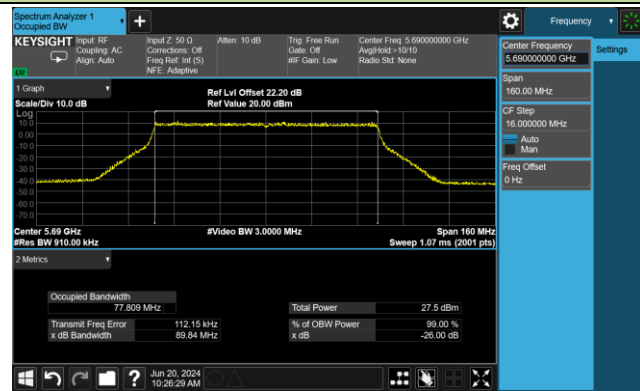 Spectrum Analyzer 1
Occupied BW
Frequency
KEYSIGHT
Input: RF
Coupling: AC
Align: Auto
Input Z: 50 Ω
Corrections: Off
Freq Ref: Int (S)
NFE: Adaptive
Atten: 10 dB
Trig: Free Run
Gate: Off
#IF Gain: Low
Center Freq: 5.690000000 GHz
Avg|Hold:>10/10
Radio Std: None
Center Frequency
5.690000000 GHz
Settings
Span
160.00 MHz
CF Step
16.000000 MHz
Auto
Man
Freq Offset
0 Hz
1 Graph
Scale/Div 10.0 dB
Ref Lvl Offset 22.20 dB
Ref Value 20.00 dBm
Log
10.0
0.00
-10.0
-20.0
-30.0
-40.0
-50.0
-60.0
-70.0
Center 5.69 GHz
#Video BW 3.0000 MHz
Span 160 MHz
#Res BW 910.00 kHz
Sweep 1.07 ms (2001 pts)
2 Metrics
Occupied Bandwidth
77.809 MHz
Total Power
27.5 dBm
Transmit Freq Error
112.15 kHz
% of OBW Power
99.00 %
x dB Bandwidth
89.84 MHz
x dB
-26.00 dB
?
Jun 20, 2024
10:26:29 AM